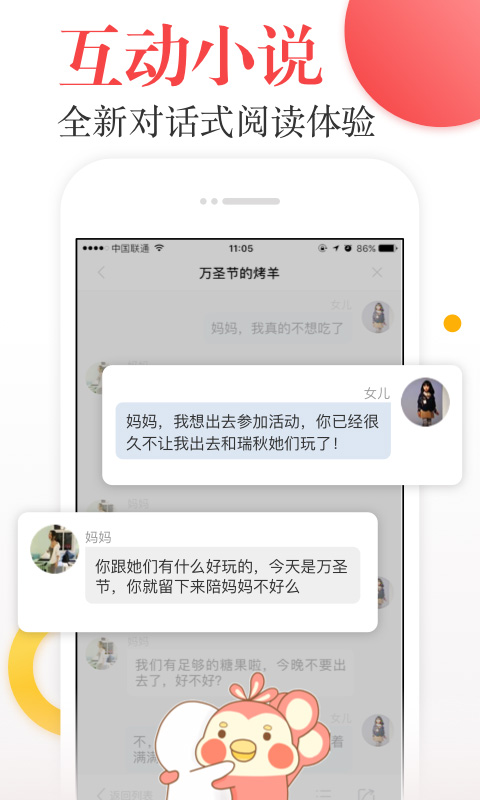 互动小说
全新对话式阅读体验
中国联通
11:05
86%
万圣节的烤羊
女儿
妈妈，我真的不想吃了
女儿
妈妈，我想出去参加活动，你已经很
久不让我出去和瑞秋她们玩了！
妈妈
妈妈
你跟她们有什么好玩的，今天是万圣
节，你就留下来陪妈妈不好么
妈妈
我们有足够的糖果啦，今晚不要出
去了，好不好？
女儿
不，
着
满满
返回列表